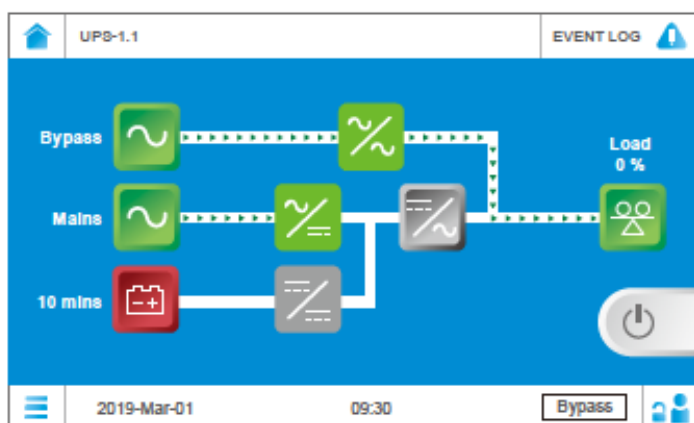 UPS-1.1
EVENT LOG
Bypass
Load
0 %
Mains
10 mins
2019-Mar-01
09:30
Bypass